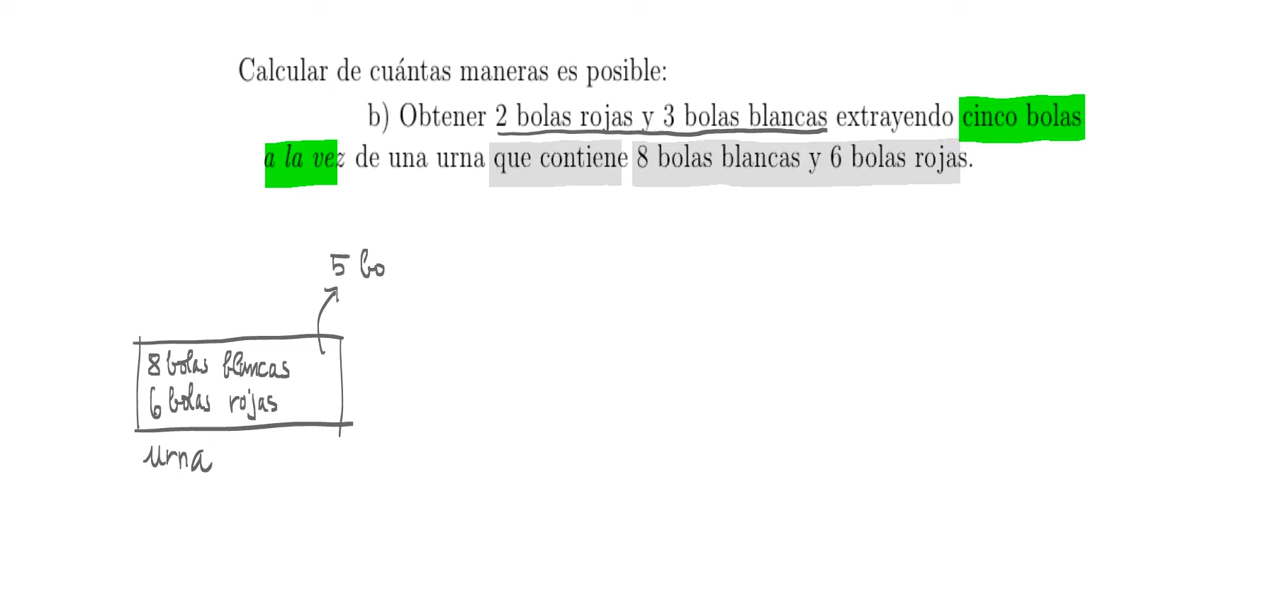 Calcular de cuántas maneras es posible:
b) Obtener 2 bolas rojas y 3 bolas blancas extrayendo cinco bolas
a la vez de una urna que contiene 8 bolas blancas y 6 bolas rojas.
5 bo
8 bolas blancas
6 bolas rojas
urna